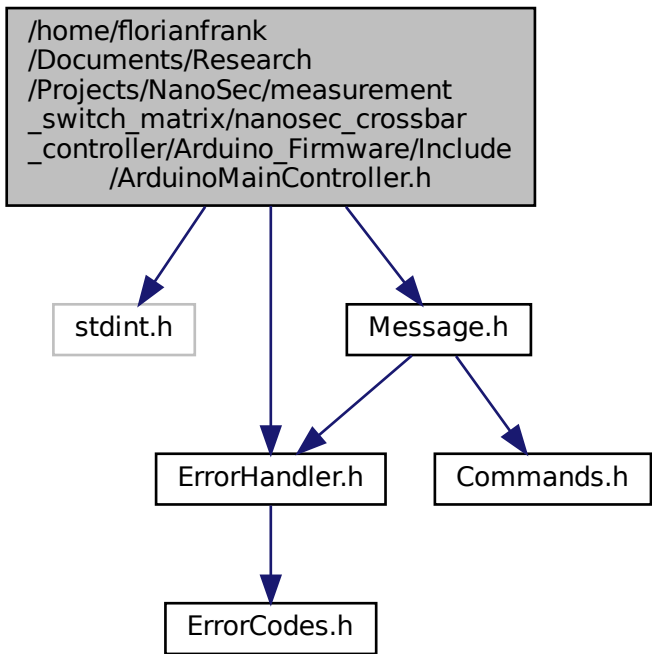 /home/florianfrank
/Documents/Research
/Projects/NanoSec/measurement
_switch_matrix/nanosec_crossbar
_controller/Arduino_Firmware/Include
/ArduinoMainController.h
stdint.h
Message.h
ErrorHandler.h
Commands.h
ErrorCodes.h